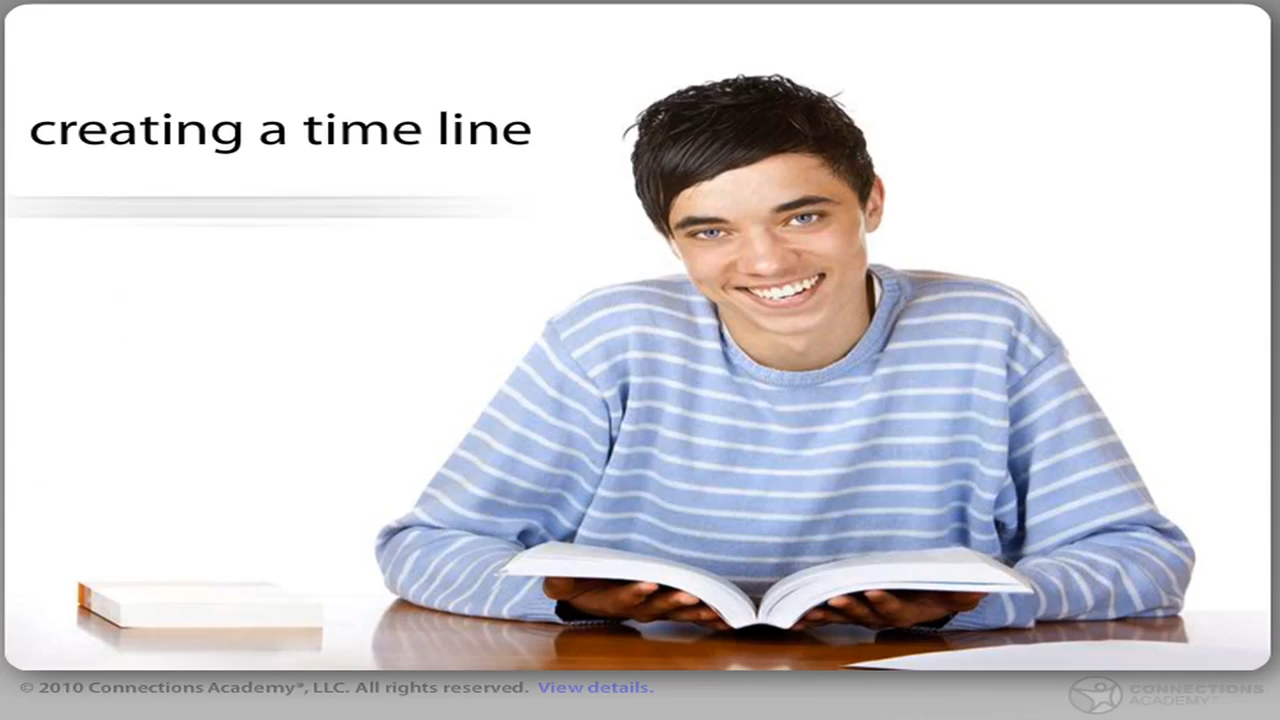 creating a time line
© 2010 Connections Academy®, LLC. All rights reserved. View details.
CONNECTIONS
ACADEMY®